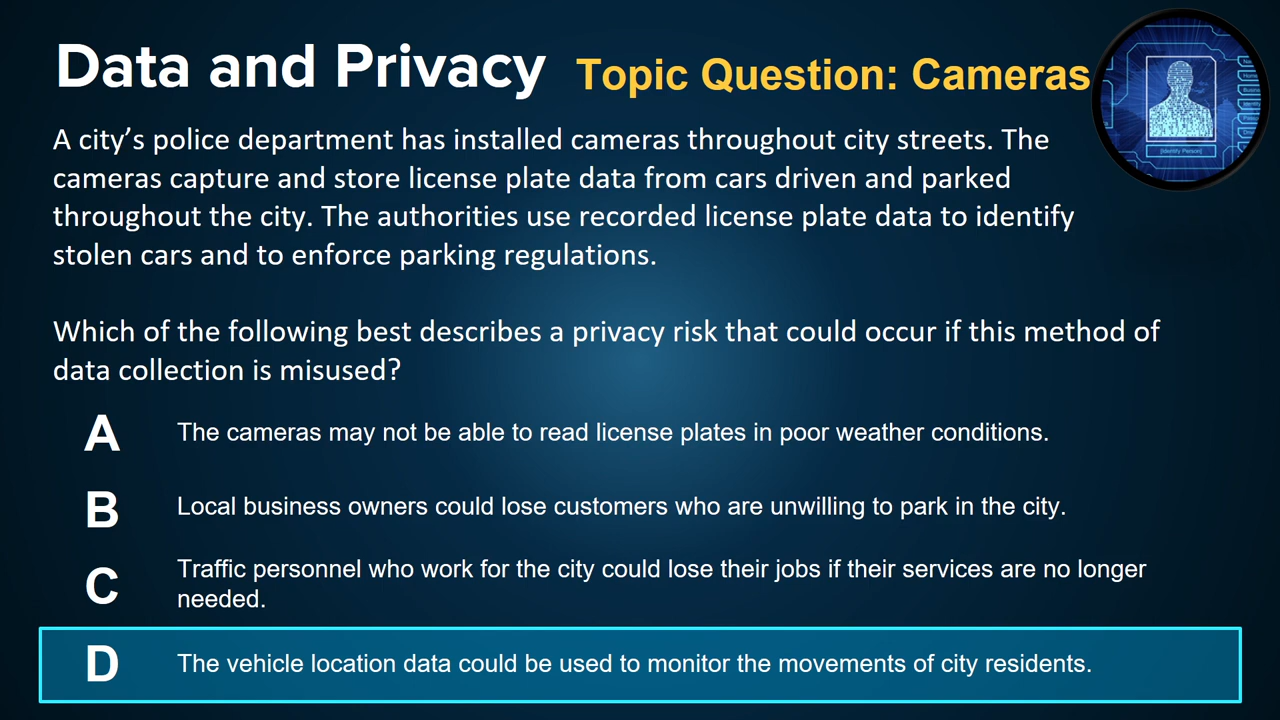 Data and Privacy Topic Question: Cameras
A city’s police department has installed cameras throughout city streets. The
cameras capture and store license plate data from cars driven and parked
throughout the city. The authorities use recorded license plate data to identify
stolen cars and to enforce parking regulations.
Which of the following best describes a privacy risk that could occur if this method of
data collection is misused?
A The cameras may not be able to read license plates in poor weather conditions.
B Local business owners could lose customers who are unwilling to park in the city.
C Traffic personnel who work for the city could lose their jobs if their services are no longer
needed.
D The vehicle location data could be used to monitor the movements of city residents.
[Identify Person]